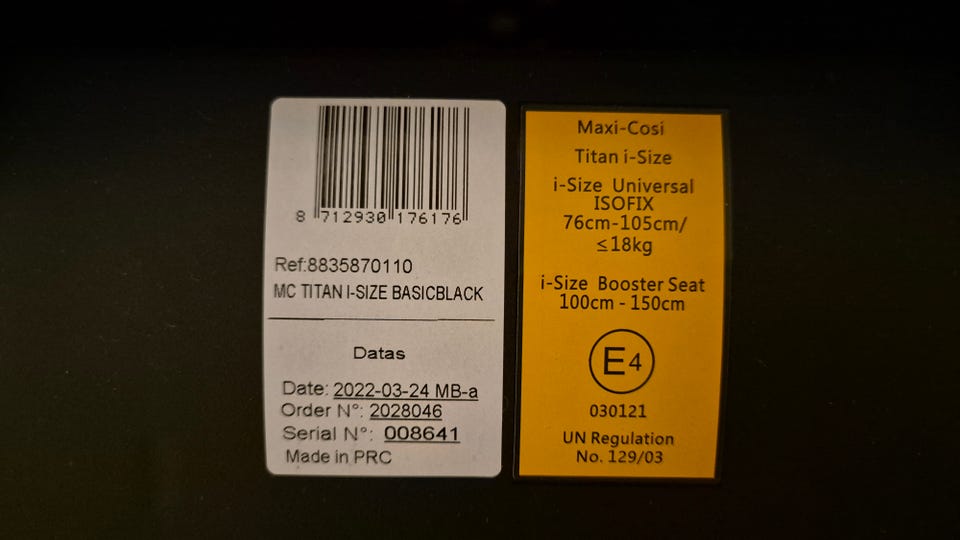 8 712930 176176
Ref:8835870110
MC TITAN I-SIZE BASICBLACK
Datas
Date: 2022-03-24 MB-a
Order N°: 2028046
Serial N°: 008641
Made in PRC
Maxi-Cosi
Titan i-Size
i-Size Universal
ISOFIX
76cm-105cm/
≤18kg
i-Size Booster Seat
100cm - 150cm
E4
030121
UN Regulation
No. 129/03